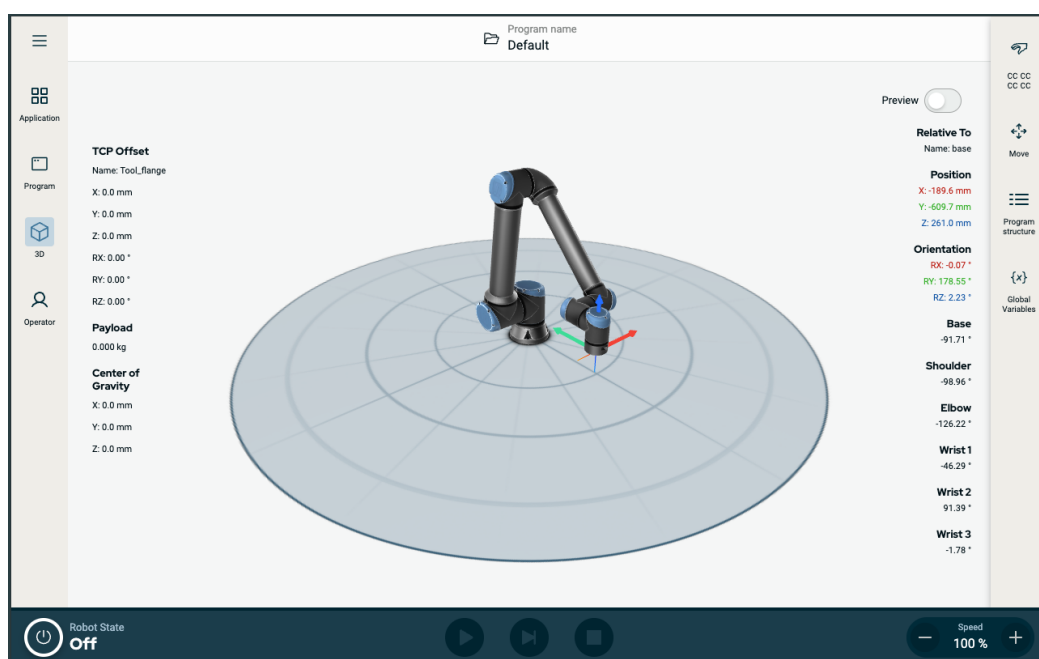 Program name
Default
Application
Program
3D
Operator
TCP Offset
Name: Tool_flange
X: 0.0 mm
Y: 0.0 mm
Z: 0.0 mm
RX: 0.00 °
RY: 0.00 °
RZ: 0.00 °
Payload
0.000 kg
Center of
Gravity
X: 0.0 mm
Y: 0.0 mm
Z: 0.0 mm
Preview
Relative To
Name: base
Position
X: -189.6 mm
Y: -609.7 mm
Z: 261.0 mm
Orientation
RX: -0.07 °
RY: 178.55 °
RZ: 2.23 °
Base
-91.71 °
Shoulder
-98.96 °
Elbow
-126.22 °
Wrist 1
-46.29 °
Wrist 2
91.39 °
Wrist 3
-1.78 °
CC CC
CC CC
Move
Program
structure
{x}
Global
Variables
Robot State
Off
Speed
100 %